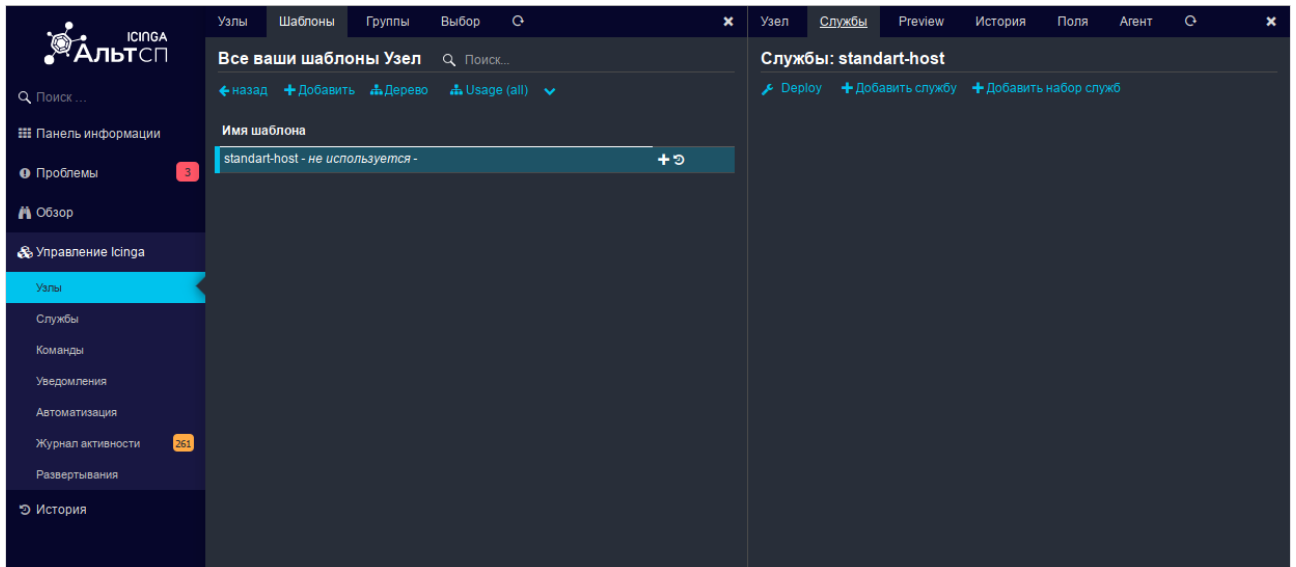 ICINGA
АльтСП
Поиск ...
Панель информации
Проблемы 3
Обзор
Управление Icinga
Узлы
Службы
Команды
Уведомления
Автоматизация
Журнал активности 261
Развертывания
История
Узлы Шаблоны Группы Выбор
Все ваши шаблоны Узел Поиск...
назад Добавить Дерево Usage (all)
Имя шаблона
standart-host - не используется -
Узел Службы Preview История Поля Агент
Службы: standart-host
Deploy Добавить службу Добавить набор служб